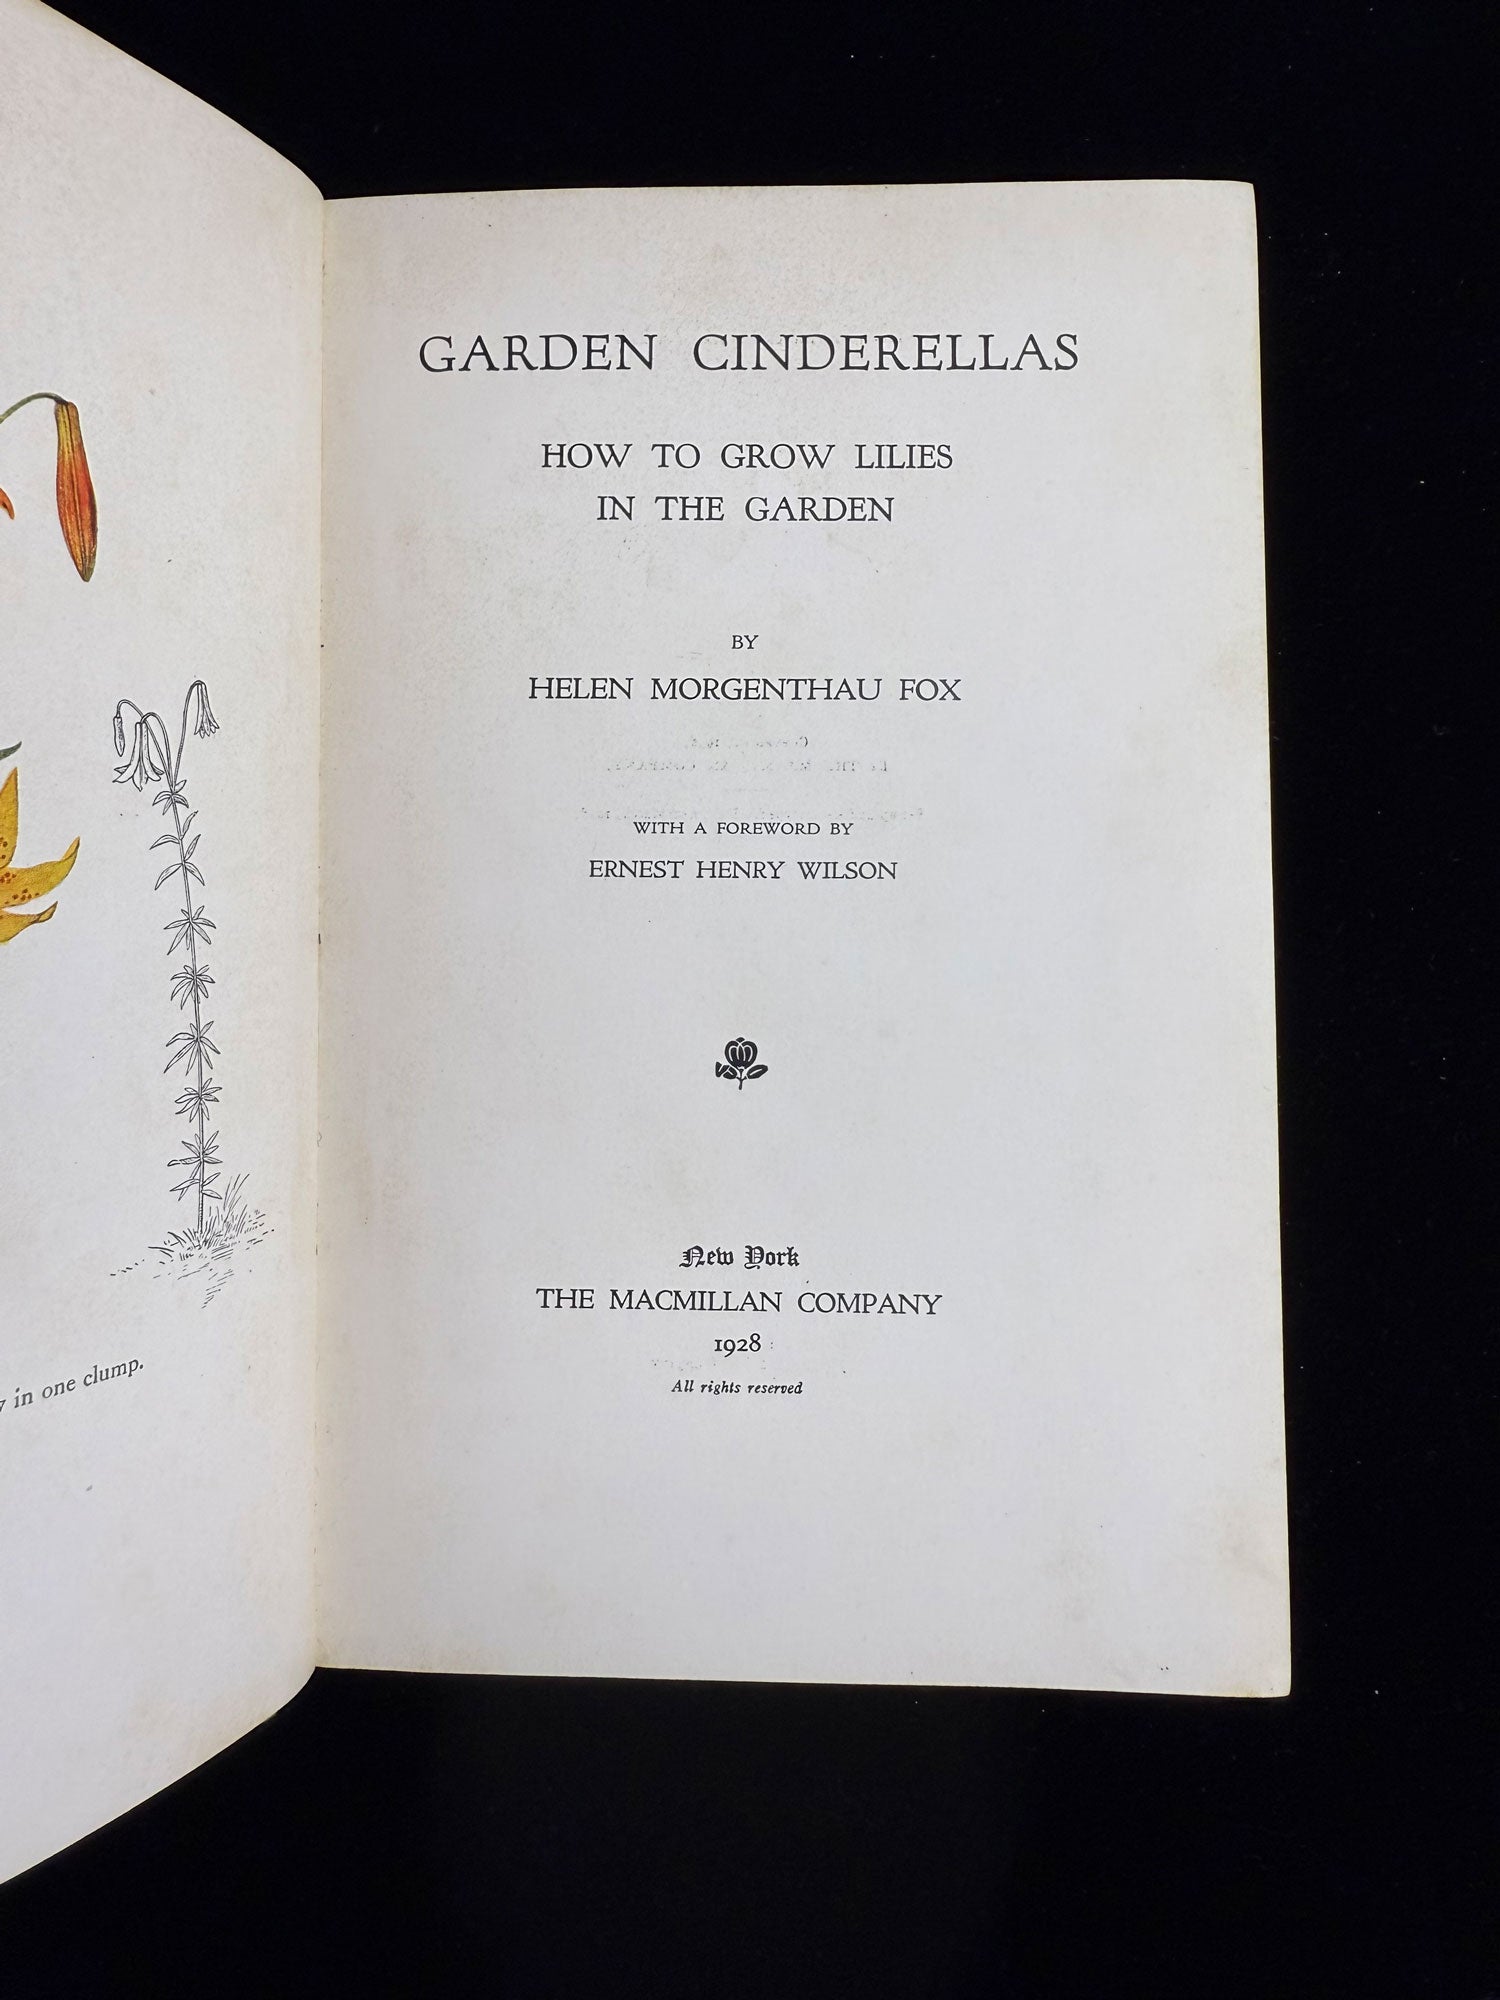 in one clump.
GARDEN CINDERELLAS
HOW TO GROW LILIES
IN THE GARDEN
BY
HELEN MORGENTHAU FOX
WITH A FOREWORD BY
ERNEST HENRY WILSON
New York
THE MACMILLAN COMPANY
1928
All rights reserved